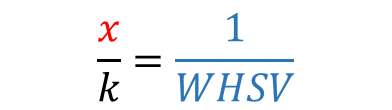 x/k = 1/WHSV